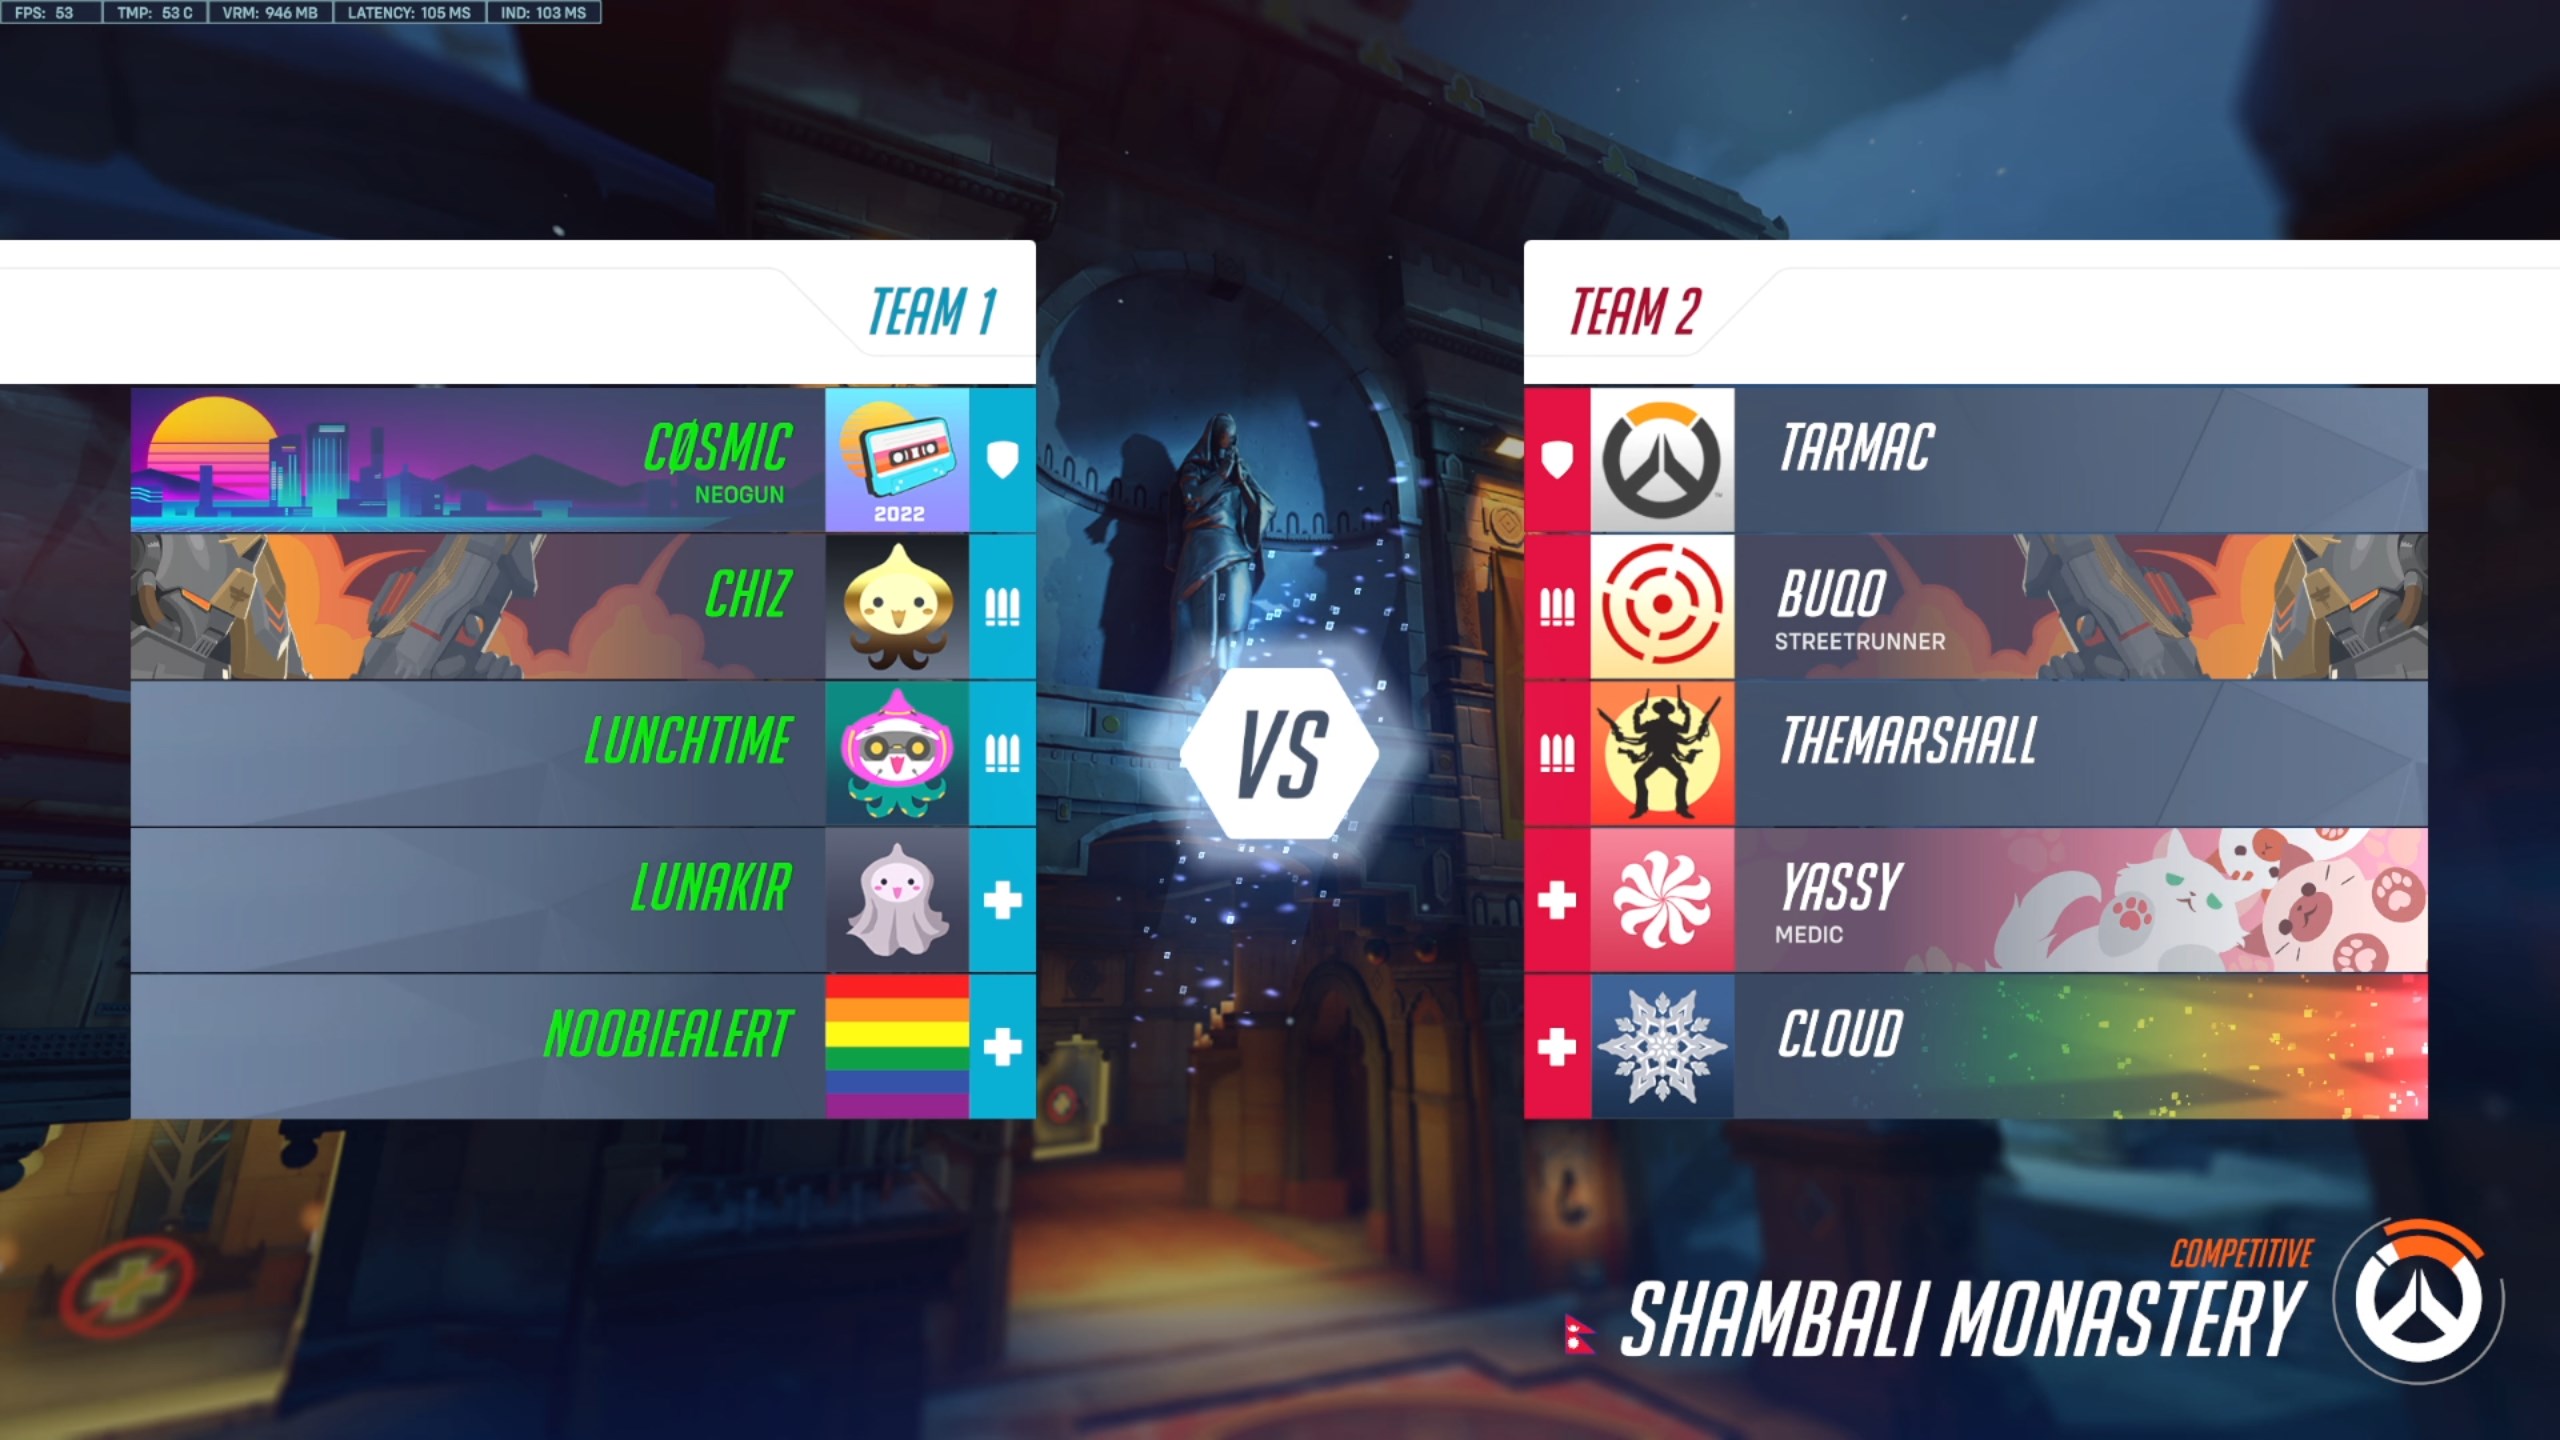 FPS: 53 TMP: 53 C VRM: 946 MB LATENCY: 105 MS IND: 103 MS
TEAM 1
CØSMIC
NEOGUN
2022
CHIZ
LUNCHTIME
LUNAKIR
NOOBIEALERT
VS
TEAM 2
TARMAC
BUQO
STREETRUNNER
THEMARSHALL
YASSY
MEDIC
CLOUD
COMPETITIVE
SHAMBALI MONASTERY